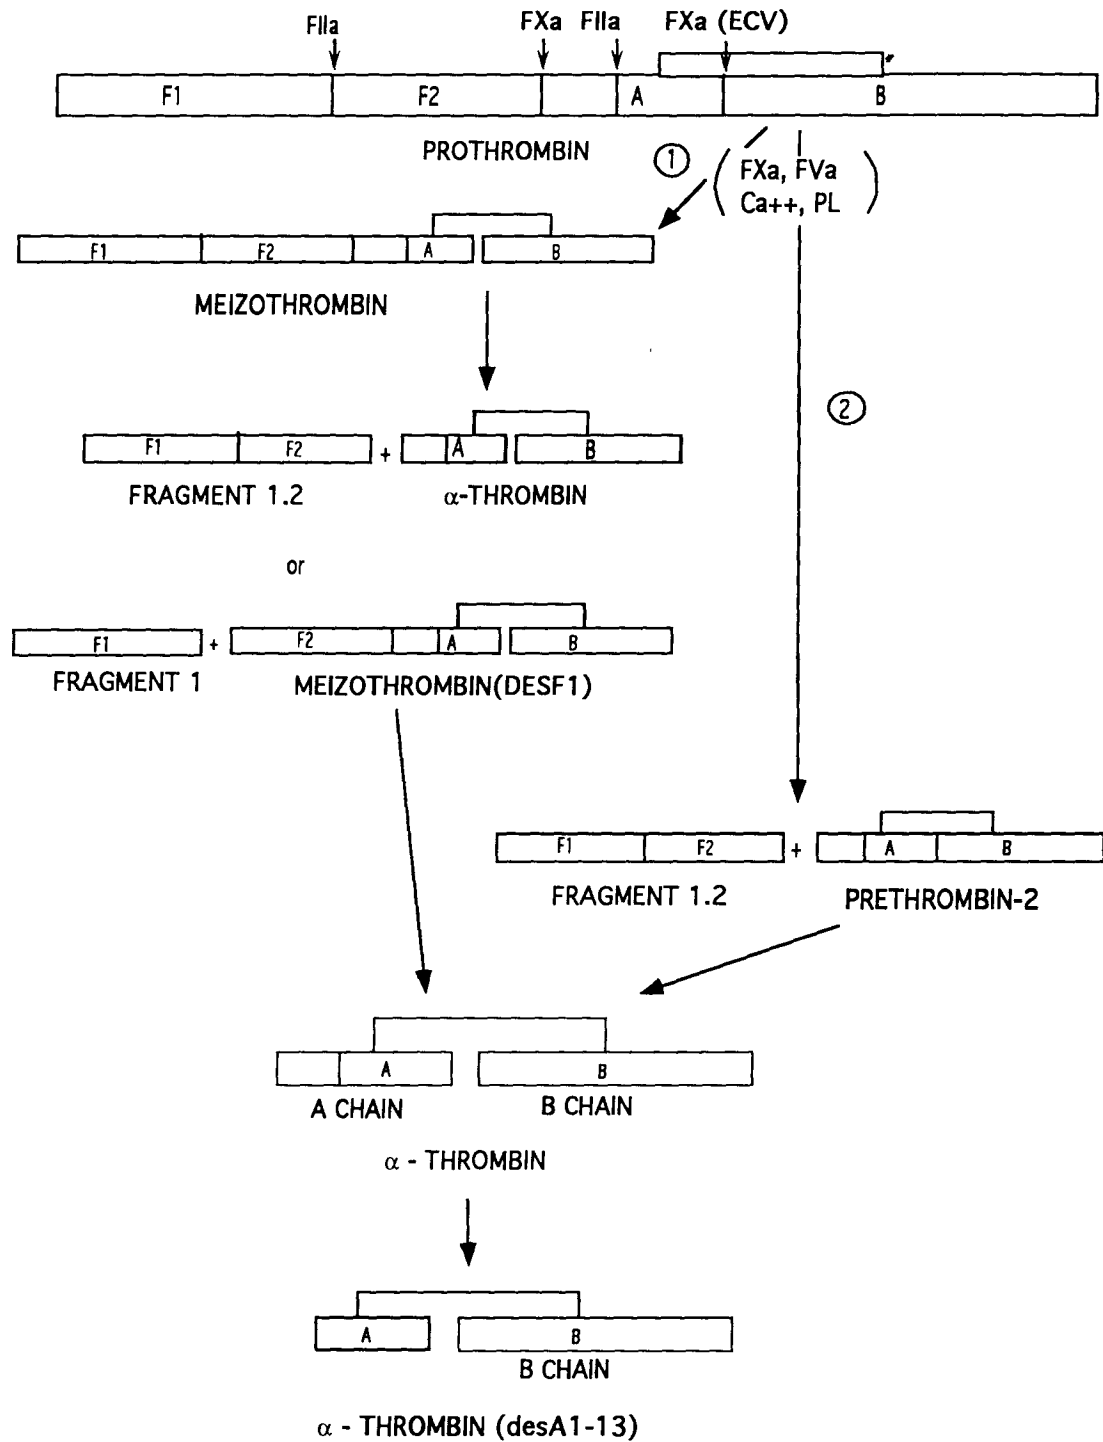 FIIa FXa FIIa FXa (ECV)
F1 F2 A B
PROTHROMBIN
1
FXa, FVa
Ca++, PL
F1 F2 A B
MEIZOTHROMBIN
2
F1 F2 + A B
FRAGMENT 1.2 α-THROMBIN
or
F1 + F2 A B
FRAGMENT 1 MEIZOTHROMBIN(DESF1)
F1 F2 + A B
FRAGMENT 1.2 PRETHROMBIN-2
A B
A CHAIN B CHAIN
α - THROMBIN
A B
B CHAIN
α - THROMBIN (desA1-13)